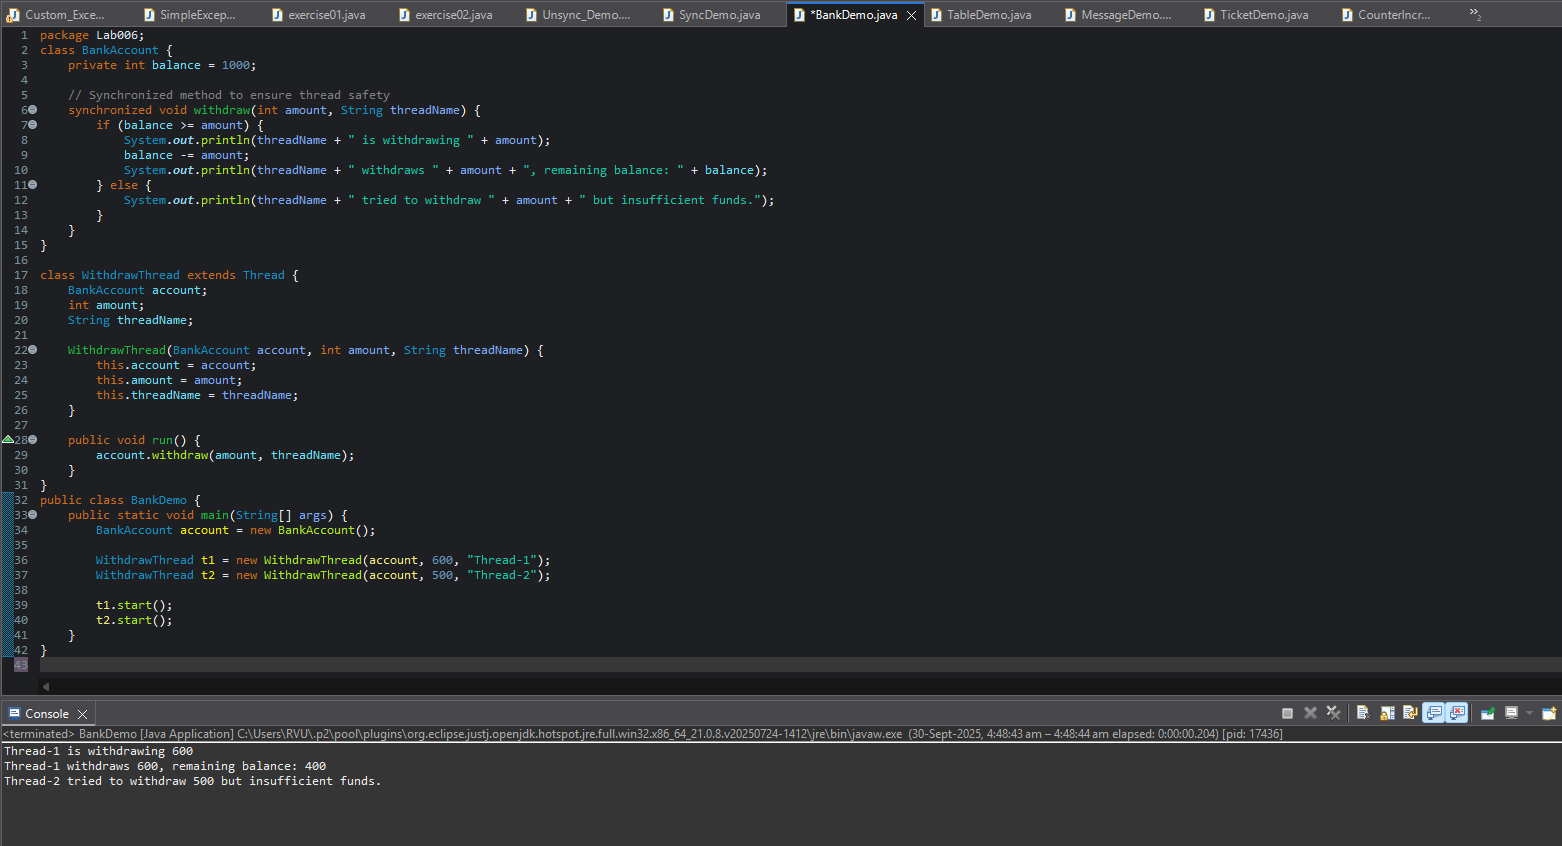 Custom_Exce...
SimpleExcep...
exercise01.java
exercise02.java
Unsync_Demo....
SyncDemo.java
*BankDemo.java
TableDemo.java
MessageDemo....
TicketDemo.java
CounterIncr...
»2
1 package Lab006;
2 class BankAccount {
3     private int balance = 1000;
4
5     // Synchronized method to ensure thread safety
6     synchronized void withdraw(int amount, String threadName) {
7         if (balance >= amount) {
8             System.out.println(threadName + " is withdrawing " + amount);
9             balance -= amount;
10             System.out.println(threadName + " withdraws " + amount + ", remaining balance: " + balance);
11         } else {
12             System.out.println(threadName + " tried to withdraw " + amount + " but insufficient funds.");
13         }
14     }
15 }
16
17 class WithdrawThread extends Thread {
18     BankAccount account;
19     int amount;
20     String threadName;
21
22     WithdrawThread(BankAccount account, int amount, String threadName) {
23         this.account = account;
24         this.amount = amount;
25         this.threadName = threadName;
26     }
27
28     public void run() {
29         account.withdraw(amount, threadName);
30     }
31 }
32 public class BankDemo {
33     public static void main(String[] args) {
34         BankAccount account = new BankAccount();
35
36         WithdrawThread t1 = new WithdrawThread(account, 600, "Thread-1");
37         WithdrawThread t2 = new WithdrawThread(account, 500, "Thread-2");
38
39         t1.start();
40         t2.start();
41     }
42 }
43
Console
<terminated> BankDemo [Java Application] C:\Users\RVU\.p2\pool\plugins\org.eclipse.justj.openjdk.hotspot.jre.full.win32.x86_64_21.0.8.v20250724-1412\jre\bin\javaw.exe (30-Sept-2025, 4:48:43 am – 4:48:44 am elapsed: 0:00:00.204) [pid: 17436]
Thread-1 is withdrawing 600
Thread-1 withdraws 600, remaining balance: 400
Thread-2 tried to withdraw 500 but insufficient funds.